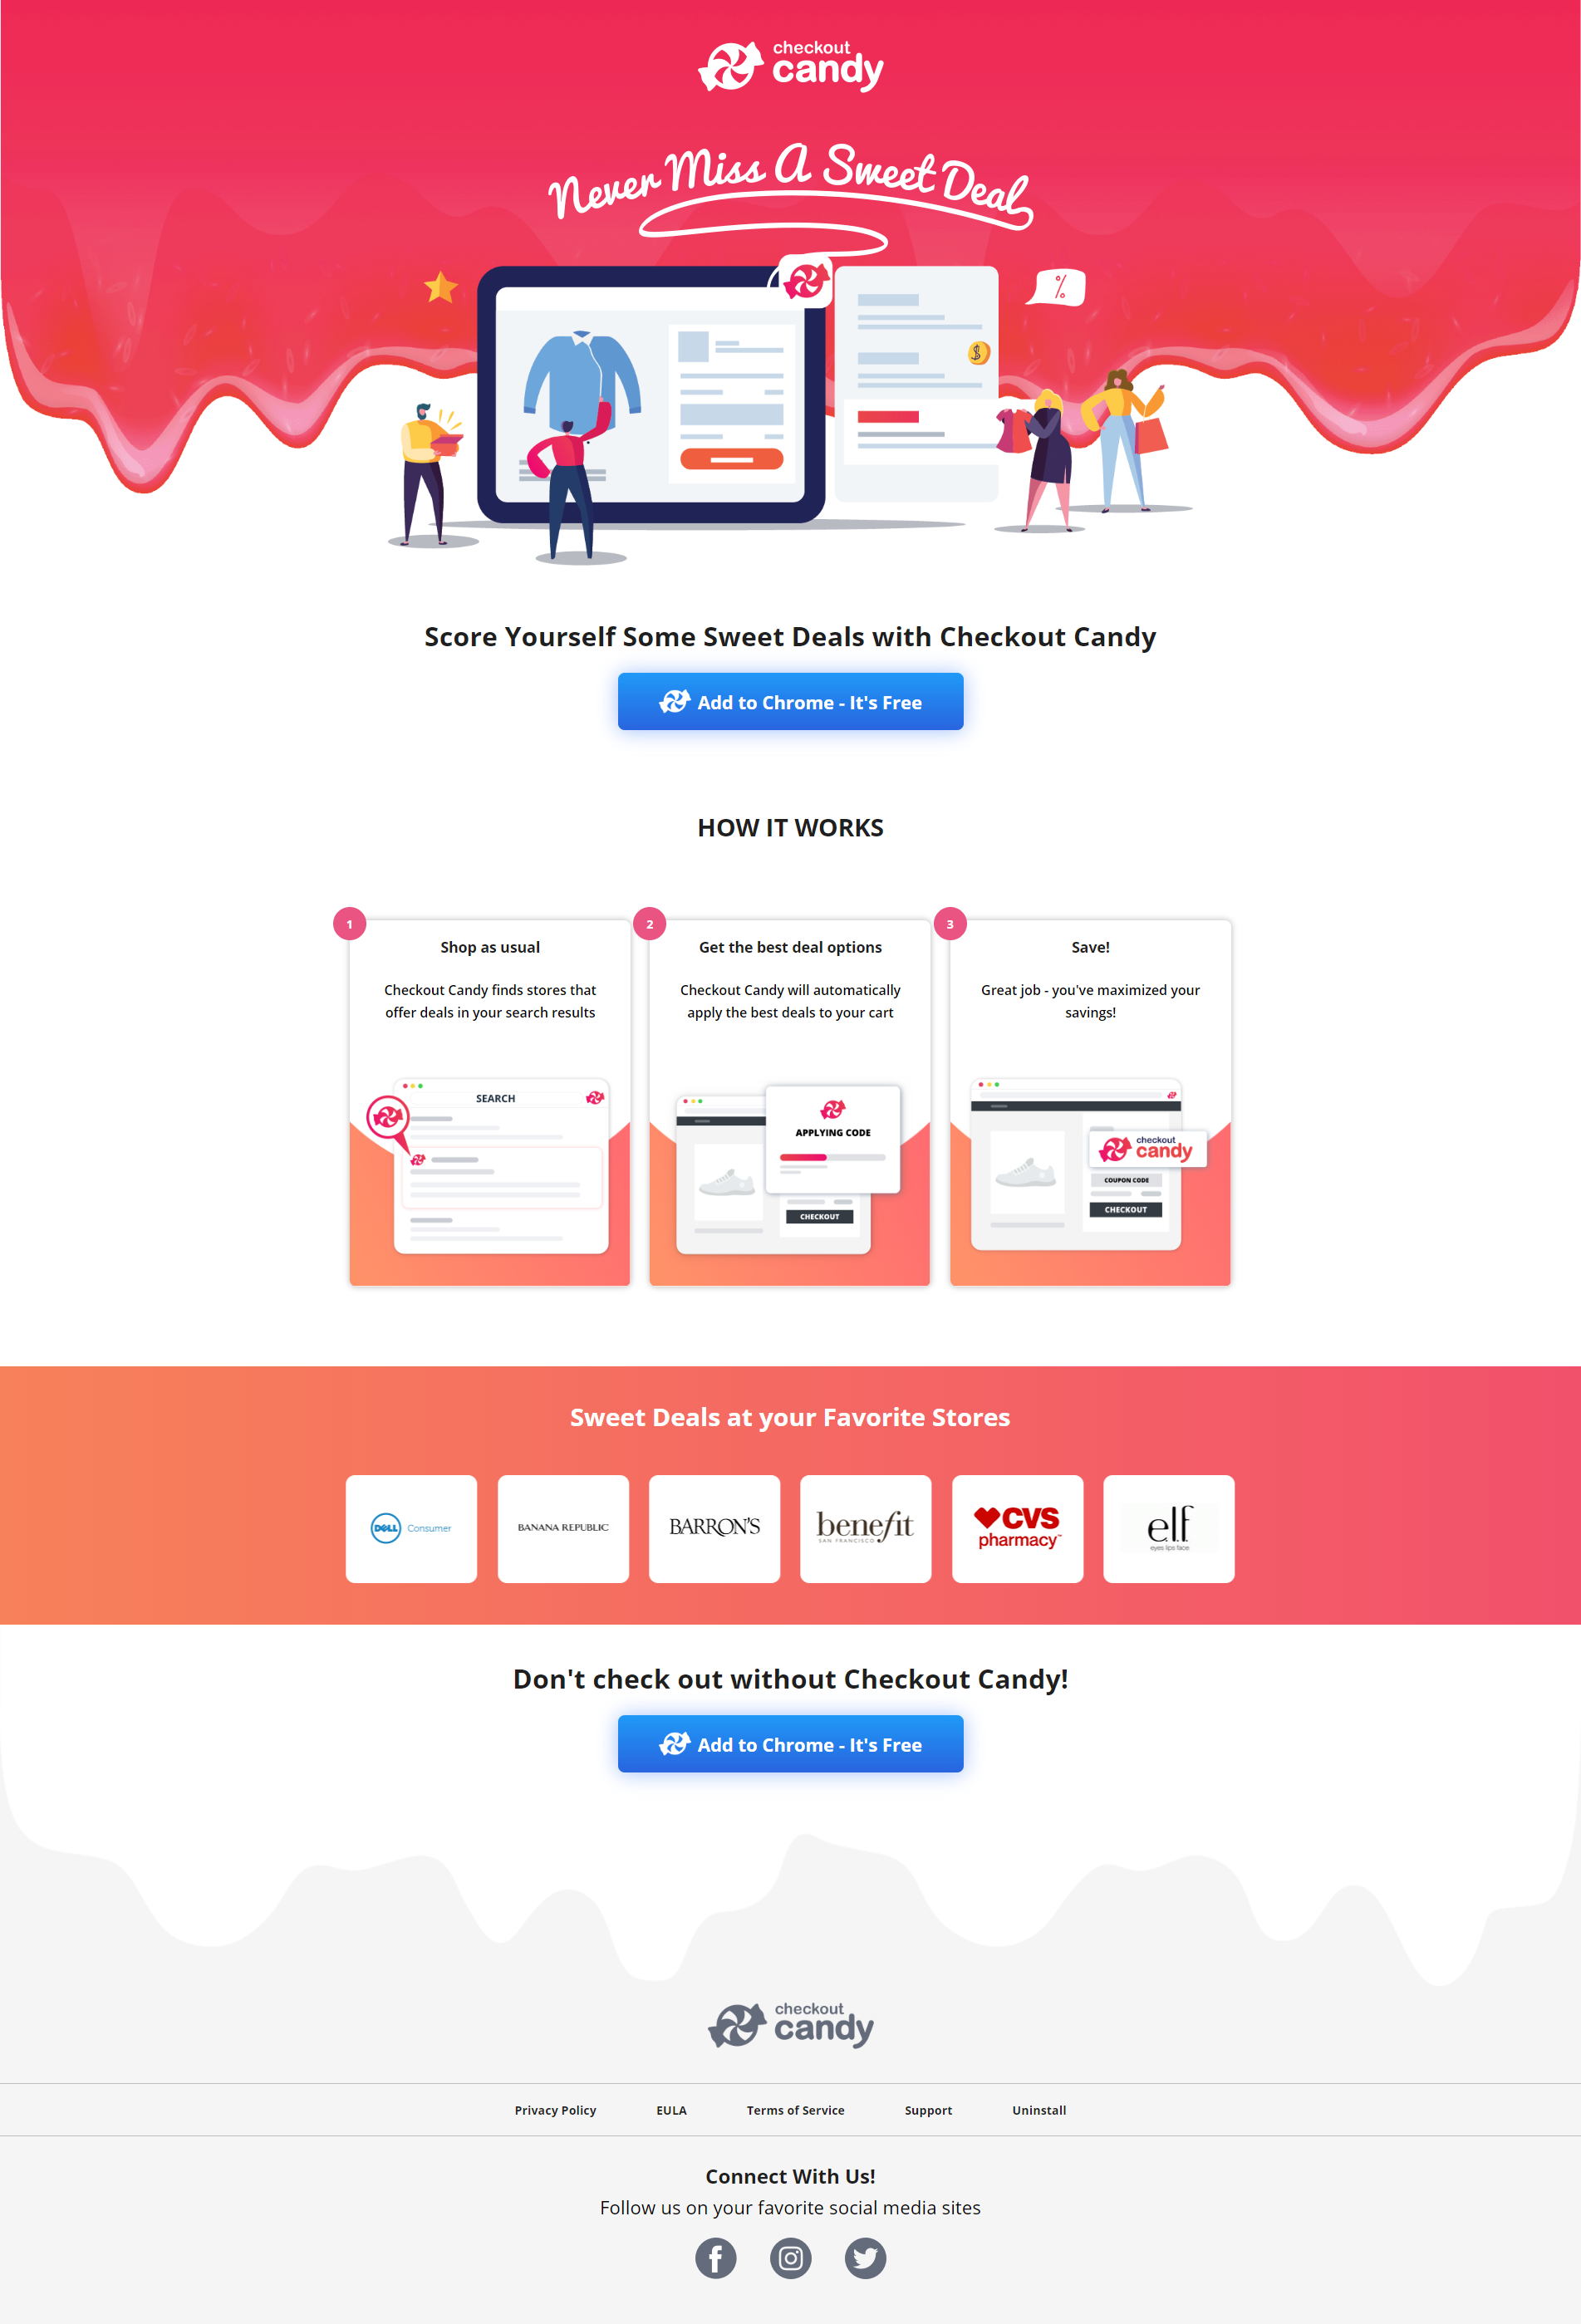 checkout
candy
Never Miss A Sweet Deal
%
$
Score Yourself Some Sweet Deals with Checkout Candy
Add to Chrome - It's Free
HOW IT WORKS
1
Shop as usual
Checkout Candy finds stores that
offer deals in your search results
SEARCH
2
Get the best deal options
Checkout Candy will automatically
apply the best deals to your cart
APPLYING CODE
CHECKOUT
3
Save!
Great job - you've maximized your
savings!
checkout
candy
COUPON CODE
CHECKOUT
Sweet Deals at your Favorite Stores
DELL Consumer
BANANA REPUBLIC
BARRON'S
benefit
SAN FRANCISCO
CVS
pharmacy™
e.l.f
eyes lips face
Don't check out without Checkout Candy!
Add to Chrome - It's Free
checkout
candy
Privacy Policy EULA Terms of Service Support Uninstall
Connect With Us!
Follow us on your favorite social media sites